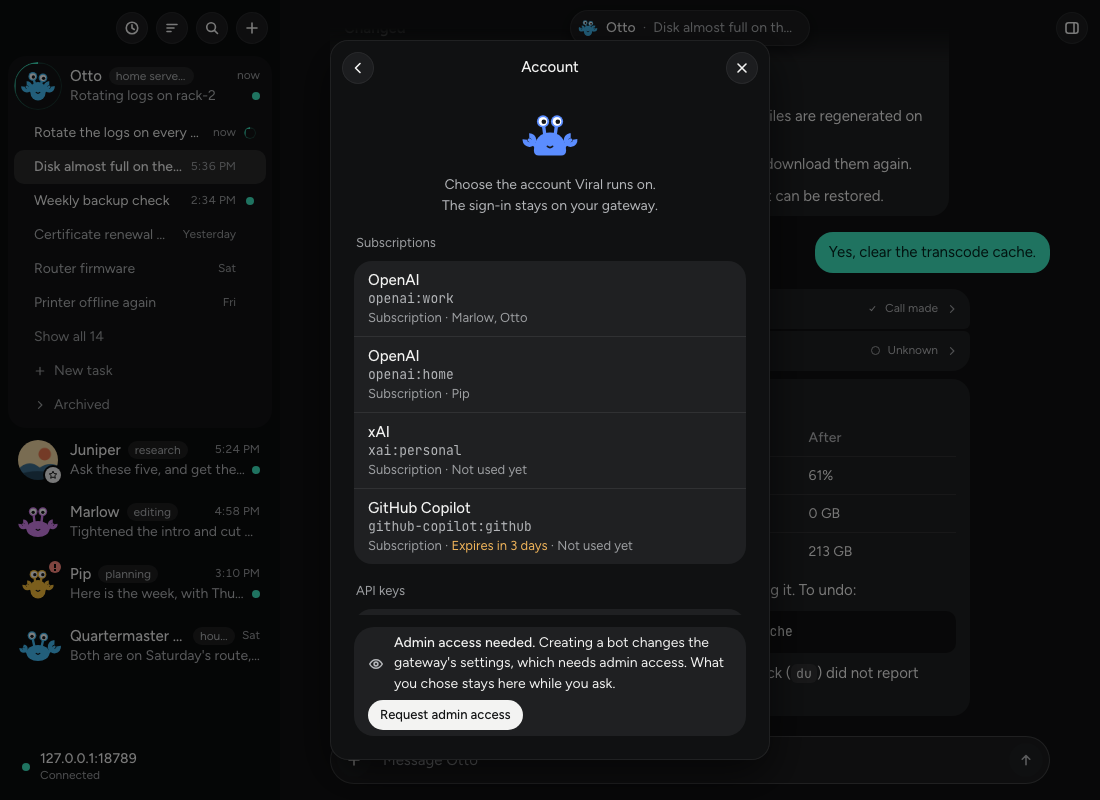 Otto · Disk almost full on th...
Otto home serve... now
Rotating logs on rack-2
Rotate the logs on every ... now
Disk almost full on the... 5:36 PM
Weekly backup check 2:34 PM
Certificate renewal ... Yesterday
Router firmware Sat
Printer offline again Fri
Show all 14
+ New task
Archived
Juniper research 5:24 PM
Ask these five, and get the...
Marlow editing 4:58 PM
Tightened the intro and cut ...
Pip planning 3:10 PM
Here is the week, with Thu...
Quartermaster ... hou... Sat
Both are on Saturday's route,...
127.0.0.1:18789
Connected
Account
Choose the account Viral runs on.
The sign-in stays on your gateway.
Subscriptions
OpenAI
openai:work
Subscription · Marlow, Otto
OpenAI
openai:home
Subscription · Pip
xAI
xai:personal
Subscription · Not used yet
GitHub Copilot
github-copilot:github
Subscription · Expires in 3 days · Not used yet
API keys
Admin access needed. Creating a bot changes the
gateway's settings, which needs admin access. What
you chose stays here while you ask.
Request admin access
iles are regenerated on
download them again.
can be restored.
Yes, clear the transcode cache.
Call made
Unknown
After
61%
0 GB
213 GB
g it. To undo:
che
ck ( du ) did not report
Message Otto